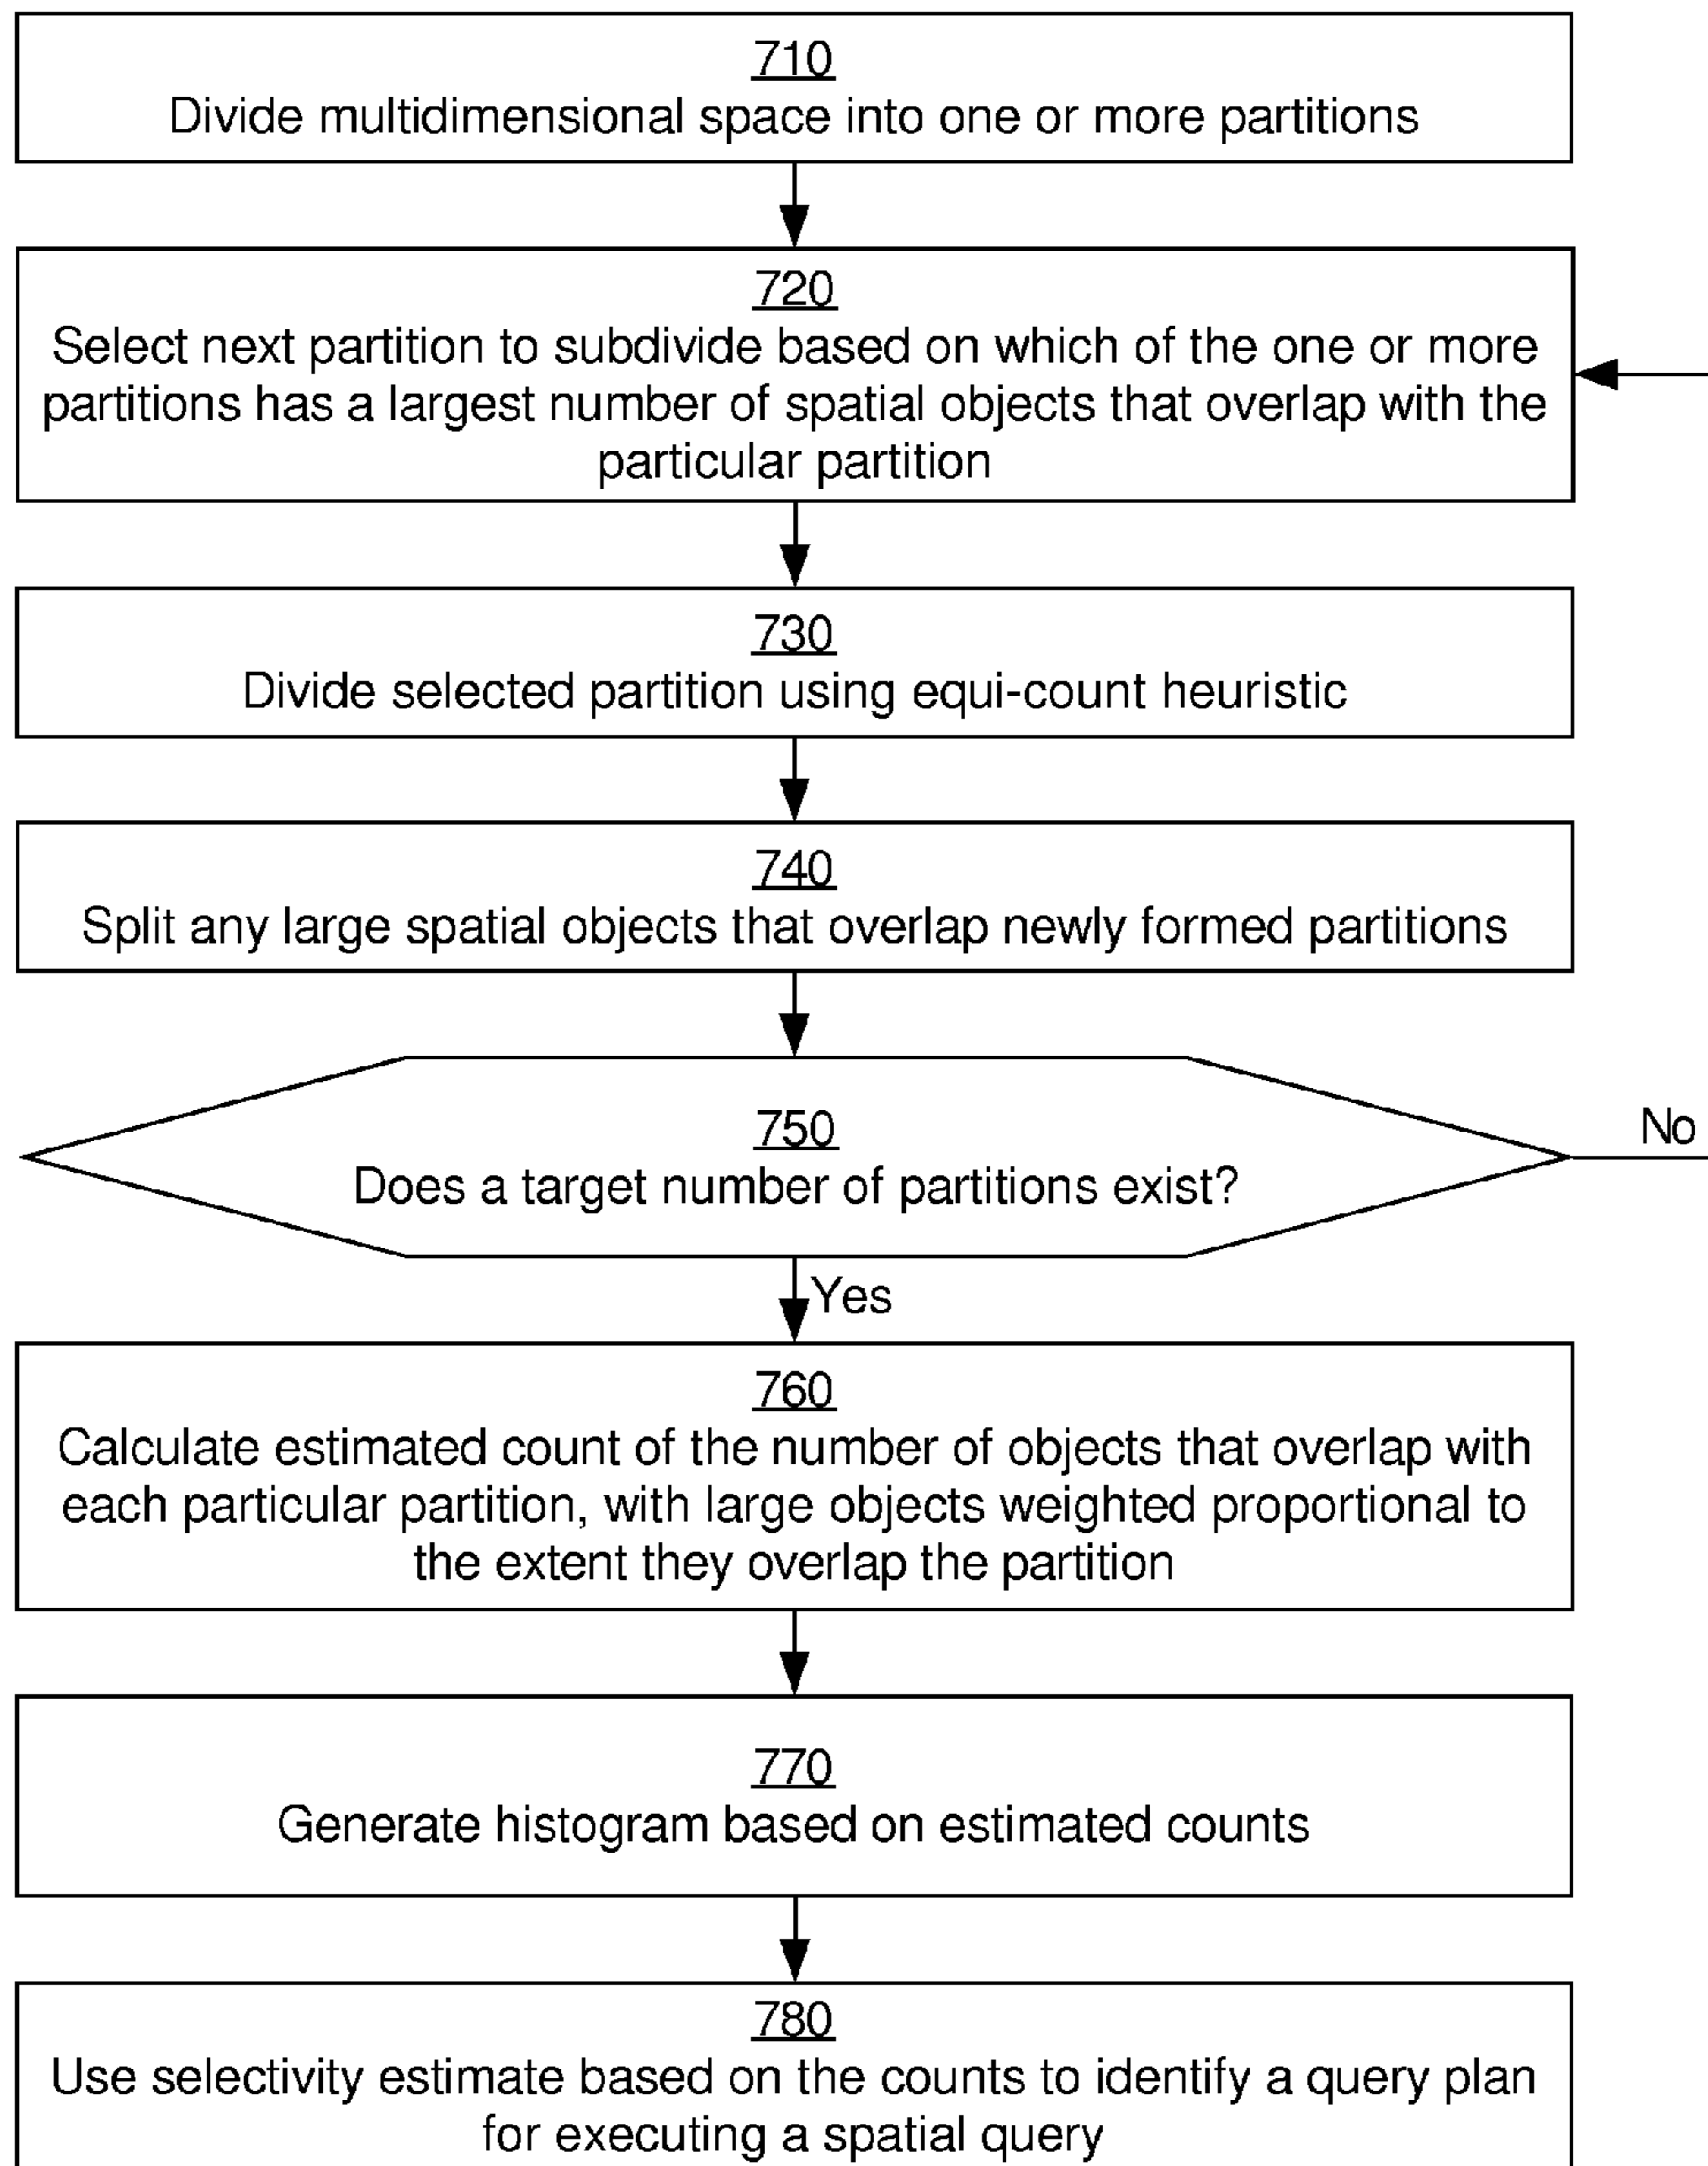 710
Divide multidimensional space into one or more partitions
720
Select next partition to subdivide based on which of the one or more
partitions has a largest number of spatial objects that overlap with the
particular partition
730
Divide selected partition using equi-count heuristic
740
Split any large spatial objects that overlap newly formed partitions
750
Does a target number of partitions exist?
No
Yes
760
Calculate estimated count of the number of objects that overlap with
each particular partition, with large objects weighted proportional to
the extent they overlap the partition
770
Generate histogram based on estimated counts
780
Use selectivity estimate based on the counts to identify a query plan
for executing a spatial query